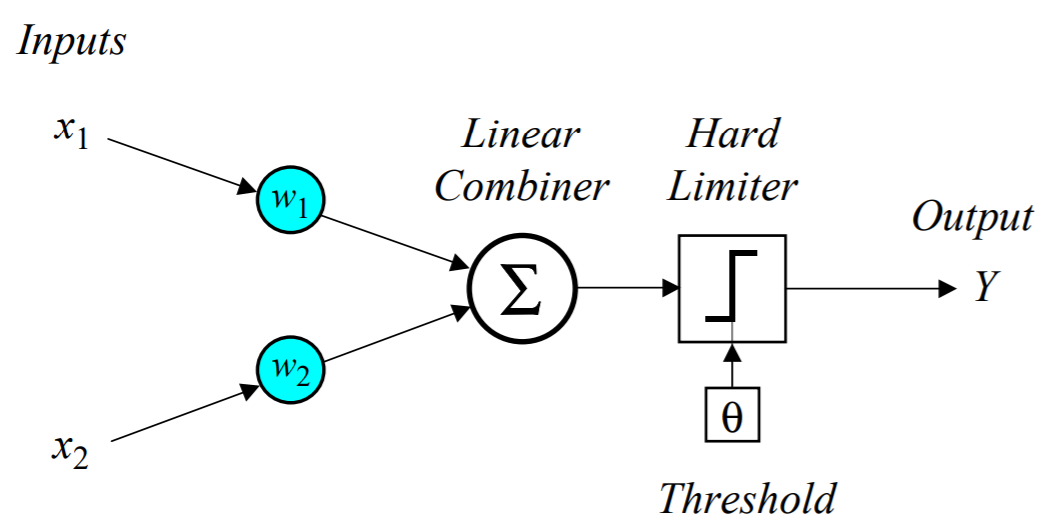 Inputs
x₁
w₁
Linear
Combiner
Hard
Limiter
Output
Σ
Y
w₂
θ
x₂
Threshold